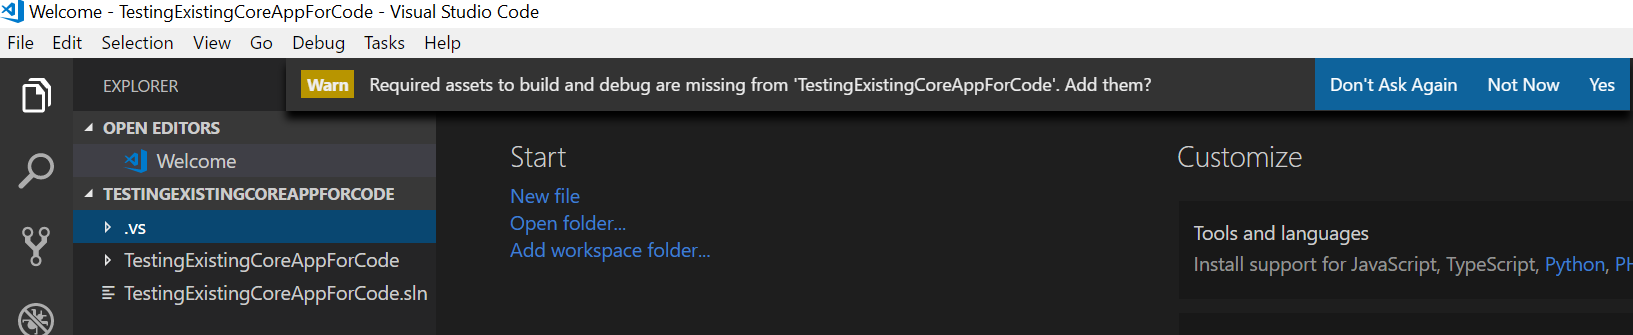 Welcome - TestingExistingCoreAppForCode - Visual Studio Code
File Edit Selection View Go Debug Tasks Help
EXPLORER
Warn Required assets to build and debug are missing from 'TestingExistingCoreAppForCode'. Add them? Don't Ask Again Not Now Yes
OPEN EDITORS
Welcome
TESTINGEXISTINGCOREAPPFORCODE
.vs
TestingExistingCoreAppForCode
TestingExistingCoreAppForCode.sln
Start
New file
Open folder...
Add workspace folder...
Customize
Tools and languages
Install support for JavaScript, TypeScript, Python,